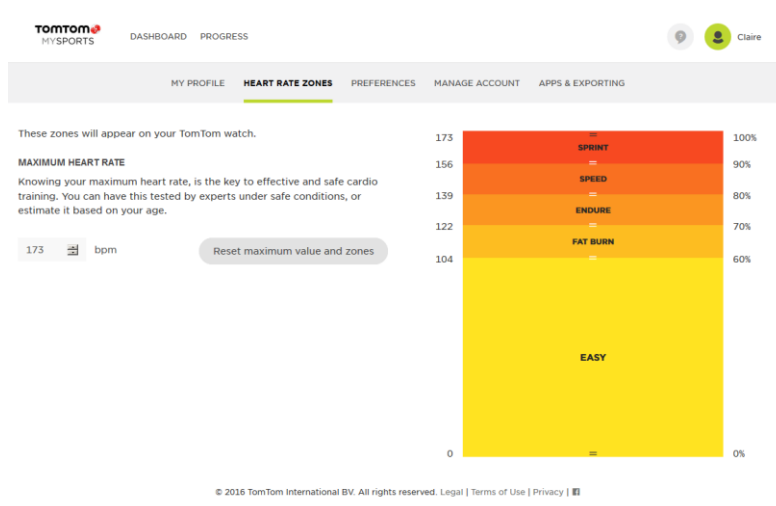 TOMTOM
MYSPORTS
DASHBOARD PROGRESS
?
Claire
MY PROFILE HEART RATE ZONES PREFERENCES MANAGE ACCOUNT APPS & EXPORTING
These zones will appear on your TomTom watch.
MAXIMUM HEART RATE
Knowing your maximum heart rate, is the key to effective and safe cardio
training. You can have this tested by experts under safe conditions, or
estimate it based on your age.
173 bpm
Reset maximum value and zones
173 100%
SPRINT
156 90%
SPEED
139 80%
ENDURE
122 70%
FAT BURN
104 60%
EASY
0 0%
© 2016 TomTom International BV. All rights reserved. Legal | Terms of Use | Privacy |